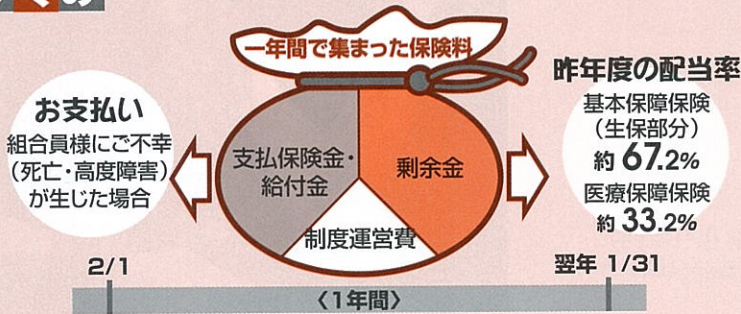 一年間で集まった保険料
お支払い
組合員様にご不幸
(死亡・高度障害)
が生じた場合
支払保険金・
給付金
剰余金
制度運営費
昨年度の配当率
基本保障保険
(生保部分)
約 67.2%
医療保障保険
約 33.2%
2/1
翌年 1/31
〈1年間〉